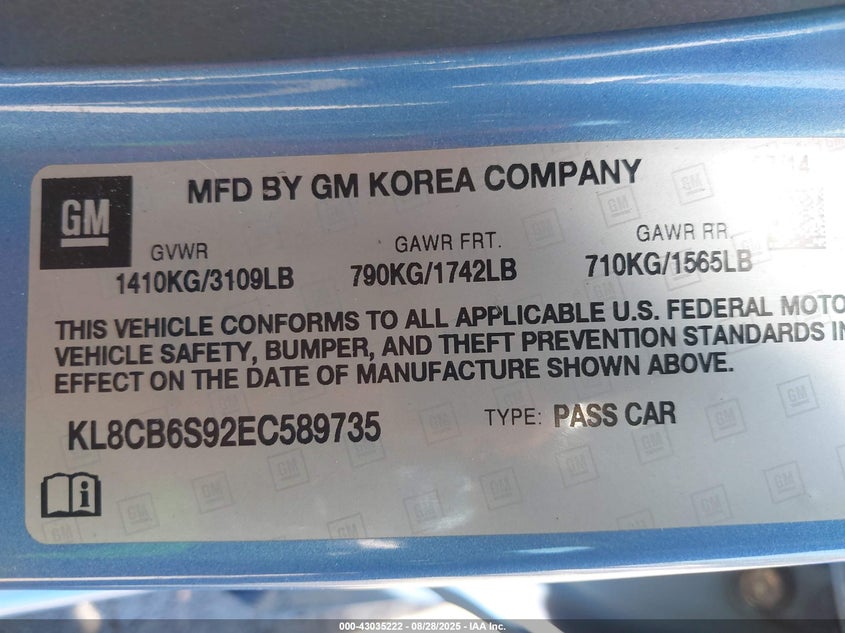 MFD BY GM KOREA COMPANY
GM
GVWR GAWR FRT. GAWR RR.
1410KG/3109LB 790KG/1742LB 710KG/1565LB
THIS VEHICLE CONFORMS TO ALL APPLICABLE U.S. FEDERAL MOTO
VEHICLE SAFETY, BUMPER, AND THEFT PREVENTION STANDARDS IN
EFFECT ON THE DATE OF MANUFACTURE SHOWN ABOVE.
KL8CB6S92EC589735 TYPE: PASS CAR
000-43035222 - 08/28/2025 - IAA Inc.